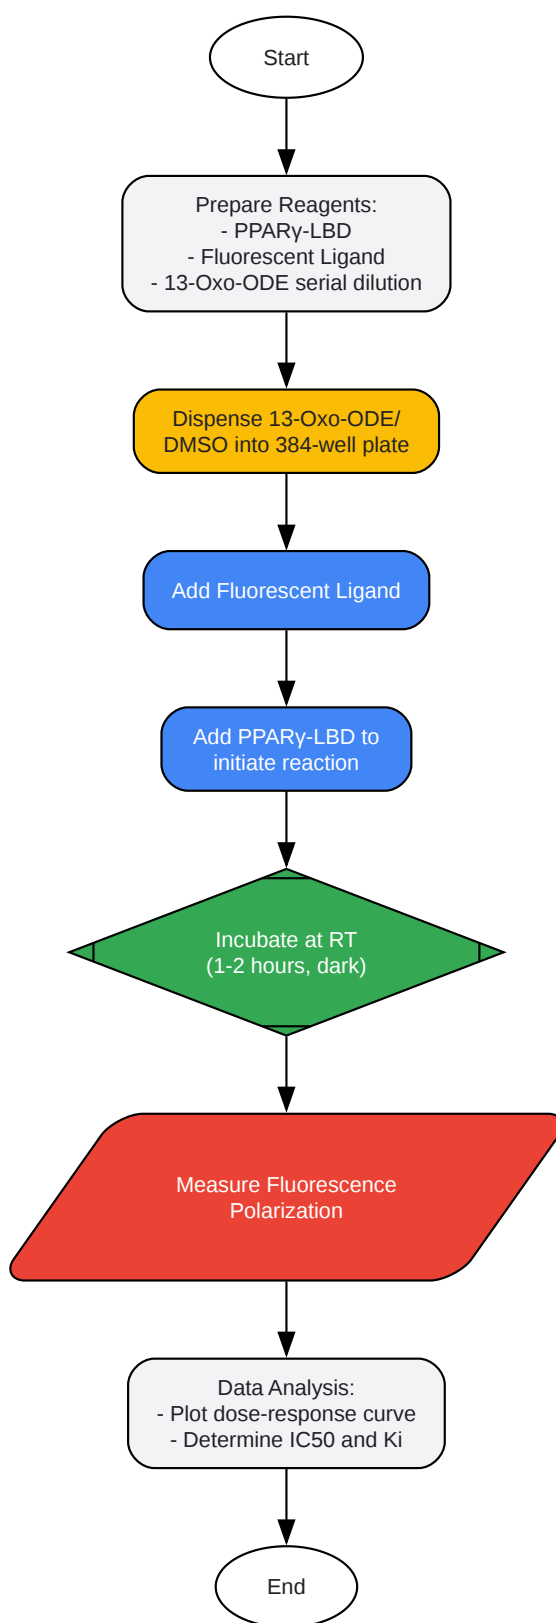 Start
Prepare Reagents:
- PPARγ-LBD
- Fluorescent Ligand
- 13-Oxo-ODE serial dilution
Dispense 13-Oxo-ODE/
DMSO into 384-well plate
Add Fluorescent Ligand
Add PPARγ-LBD to
initiate reaction
Incubate at RT
(1-2 hours, dark)
Measure Fluorescence
Polarization
Data Analysis:
- Plot dose-response curve
- Determine IC50 and Ki
End